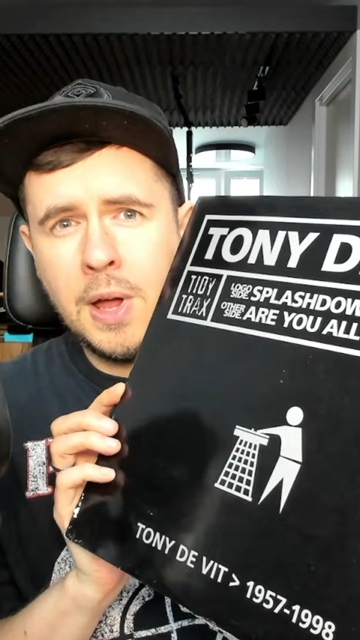 TONY D
TIDY
TRAX
LOGO
SIDE: SPLASHDOW
OTHER
SIDE: ARE YOU ALL
TONY DE VIT > 1957-1998